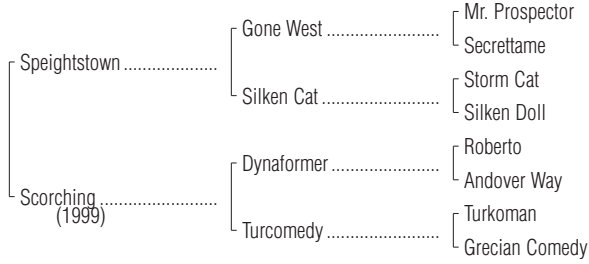 Mr. Prospector
Gone West
Secrettame
Speightstown
Storm Cat
Silken Cat
Silken Doll
Roberto
Dynaformer
Andover Way
Scorching
(1999)
Turkoman
Turcomedy
Grecian Comedy